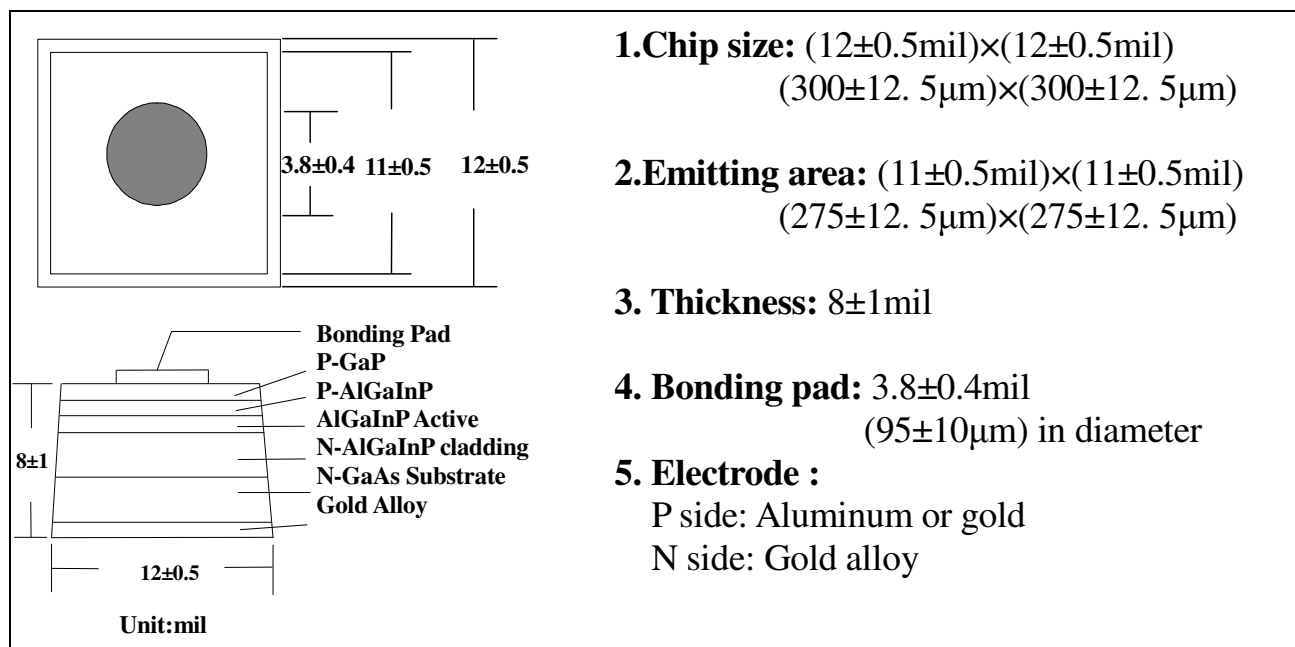 3.8±0.4 11±0.5 12±0.5
Bonding Pad
P-GaP
P-AlGaInP
AlGaInP Active
N-AlGaInP cladding
N-GaAs Substrate
Gold Alloy
8±1
12±0.5
Unit:mil
1.Chip size: (12±0.5mil)×(12±0.5mil)
(300±12. 5μm)×(300±12. 5μm)
2.Emitting area: (11±0.5mil)×(11±0.5mil)
(275±12. 5μm)×(275±12. 5μm)
3. Thickness: 8±1mil
4. Bonding pad: 3.8±0.4mil
(95±10μm) in diameter
5. Electrode :
P side: Aluminum or gold
N side: Gold alloy